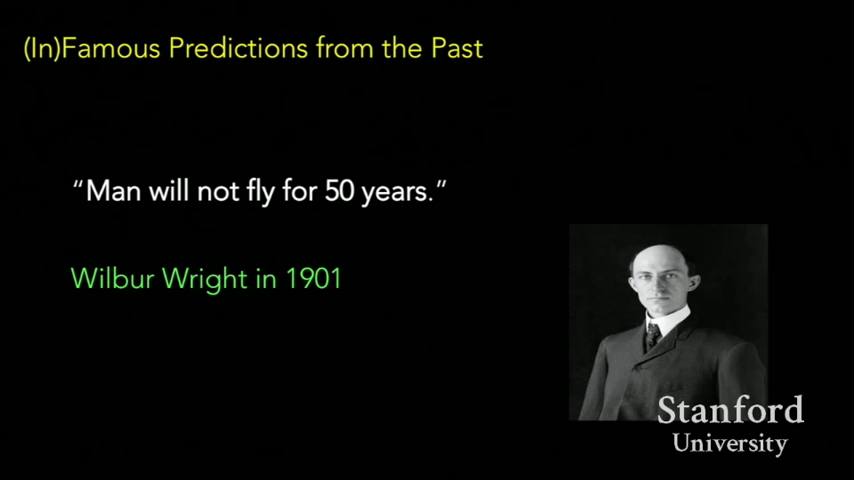 (In)Famous Predictions from the Past
“Man will not fly for 50 years.”
Wilbur Wright in 1901
Stanford
University